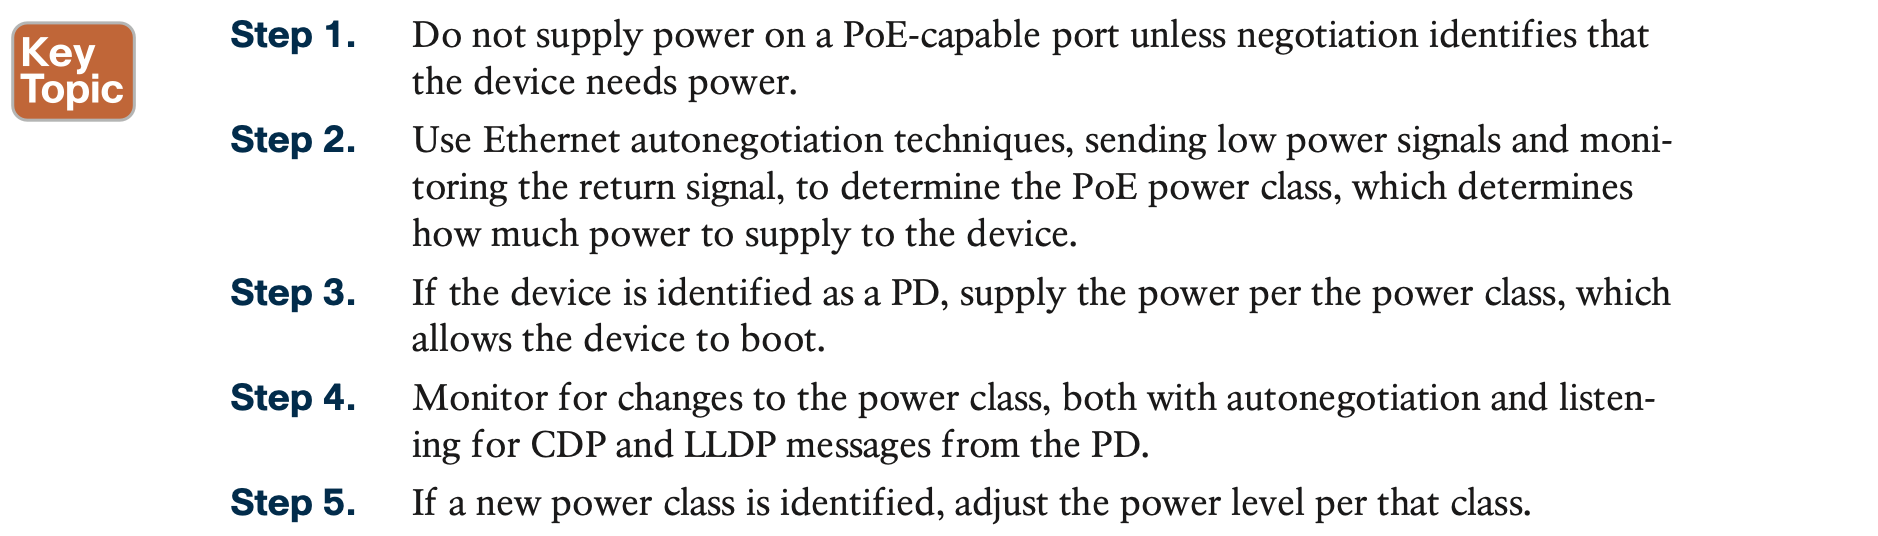 Key
Topic
Step 1. Do not supply power on a PoE-capable port unless negotiation identifies that
the device needs power.
Step 2. Use Ethernet autonegotiation techniques, sending low power signals and moni-
toring the return signal, to determine the PoE power class, which determines
how much power to supply to the device.
Step 3. If the device is identified as a PD, supply the power per the power class, which
allows the device to boot.
Step 4. Monitor for changes to the power class, both with autonegotiation and listen-
ing for CDP and LLDP messages from the PD.
Step 5. If a new power class is identified, adjust the power level per that class.